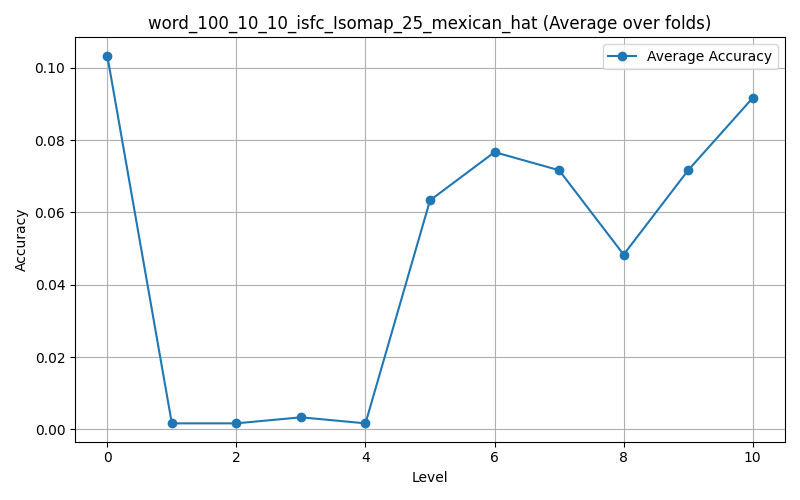 word_100_10_10_isfc_Isomap_25_mexican_hat (Average over folds)
Average Accuracy
0.10
0.08
0.06
0.04
0.02
0.00
Accuracy
0 2 4 6 8 10
Level